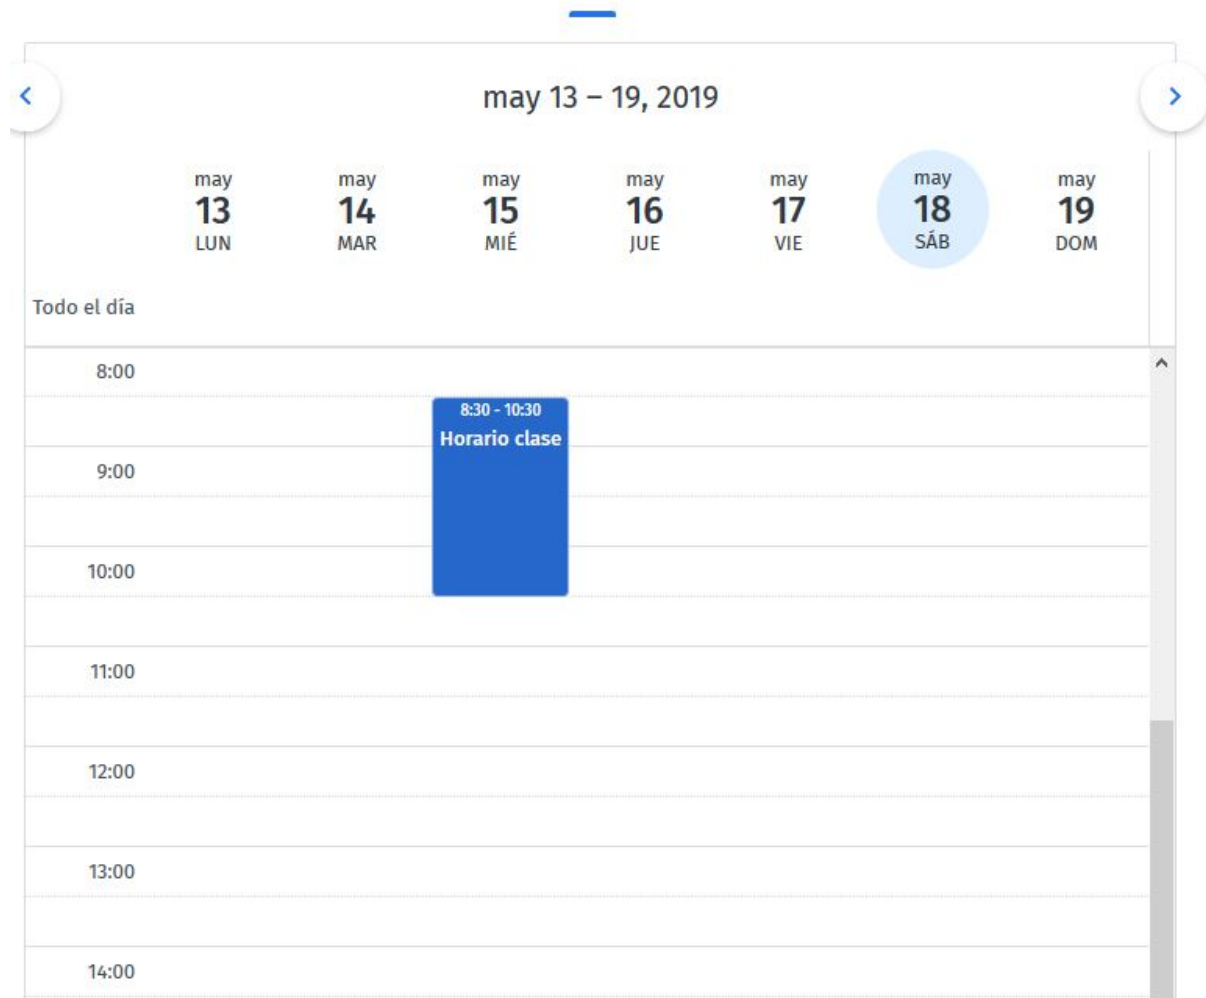 may 13 – 19, 2019
may may may may may may may
13 14 15 16 17 18 19
LUN MAR MIÉ JUE VIE SÁB DOM
Todo el día
8:00
8:30 - 10:30
Horario clase
9:00
10:00
11:00
12:00
13:00
14:00